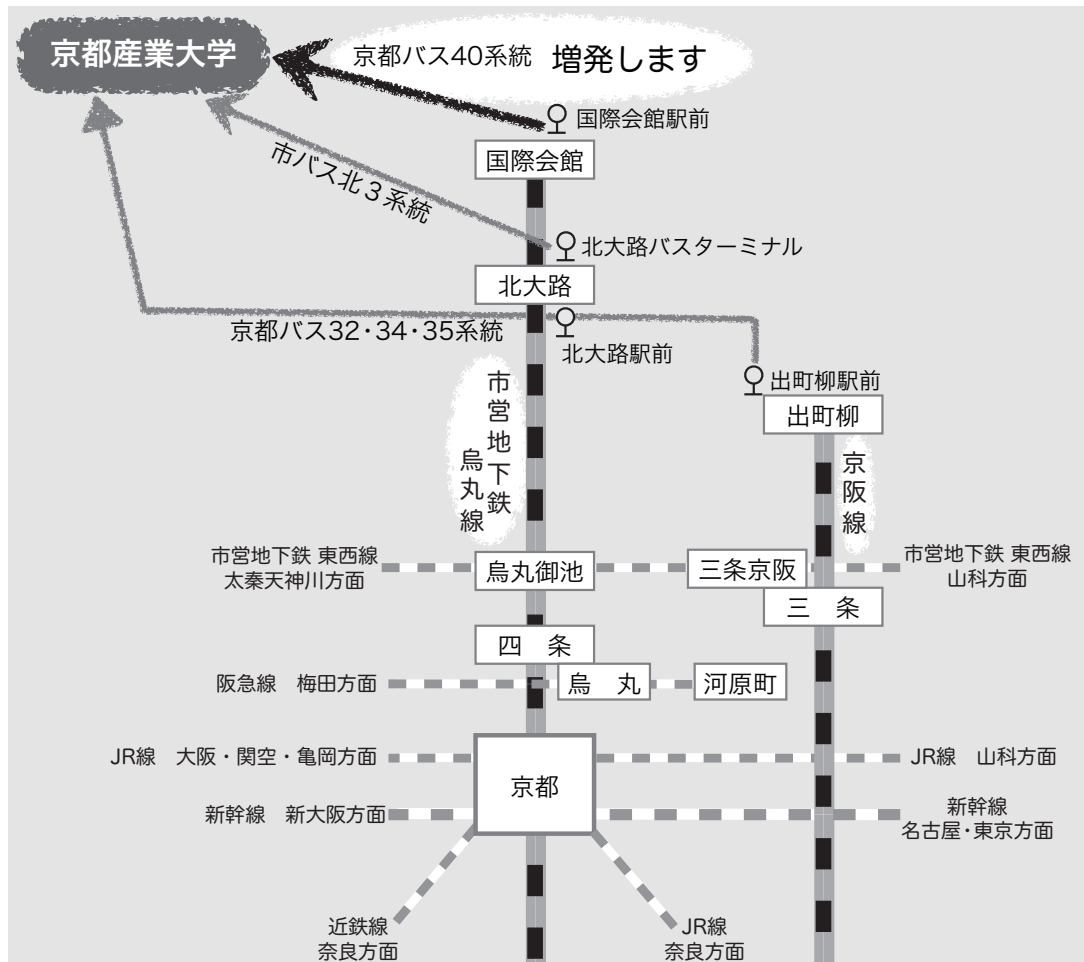 京都産業大学
京都バス40系統 増発します
国際会館駅前
国際会館
市バス北3系統
北大路バスターミナル
北大路
京都バス32・34・35系統
北大路駅前
出町柳駅前
出町柳
市営地下鉄
烏丸線
京阪線
市営地下鉄 東西線
太秦天神川方面
烏丸御池
三条京阪
市営地下鉄 東西線
山科方面
三 条
四 条
阪急線 梅田方面
烏 丸
河原町
JR線 大阪・関空・亀岡方面
京都
JR線 山科方面
新幹線 新大阪方面
新幹線
名古屋・東京方面
近鉄線
奈良方面
JR線
奈良方面